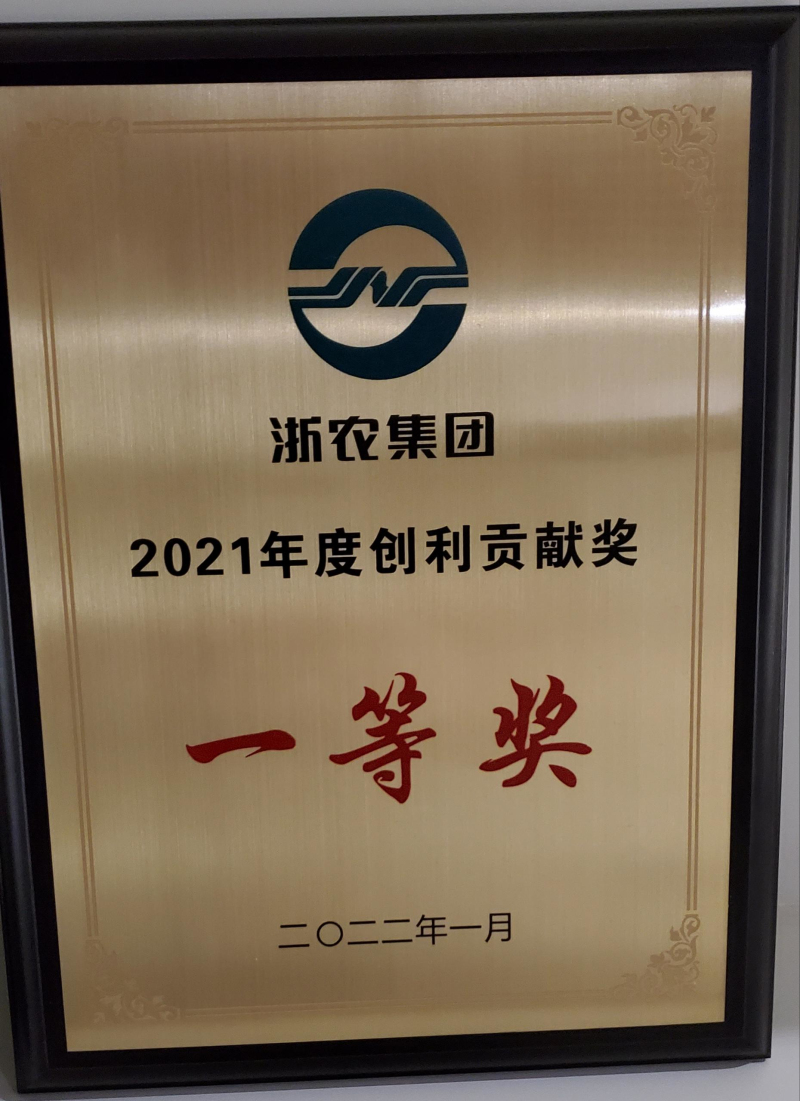 浙农集团
2021年度创利贡献奖
一等奖
二〇二二年一月